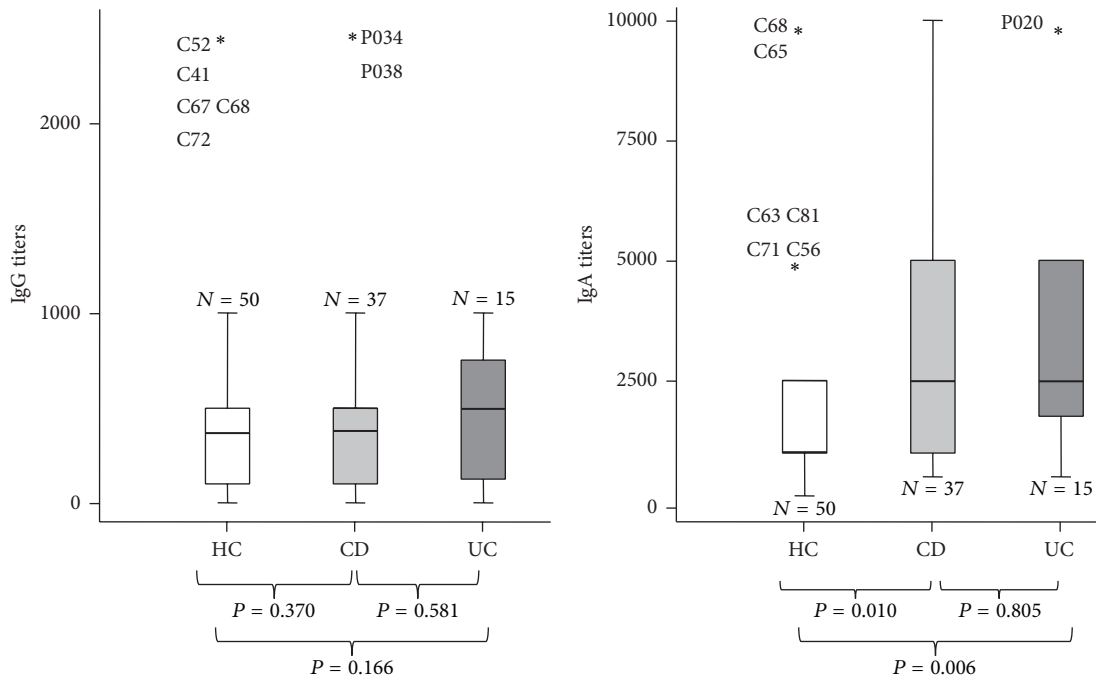 IgG titers
2000
1000
0
C52 *
C41
C67 C68
C72
* P034
P038
N = 50
N = 37
N = 15
HC
CD
UC
P = 0.370
P = 0.581
P = 0.166
IgA titers
10000
7500
5000
2500
0
C68 *
C65
C63 C81
C71 C56
*
P020 *
N = 50
N = 37
N = 15
HC
CD
UC
P = 0.010
P = 0.805
P = 0.006